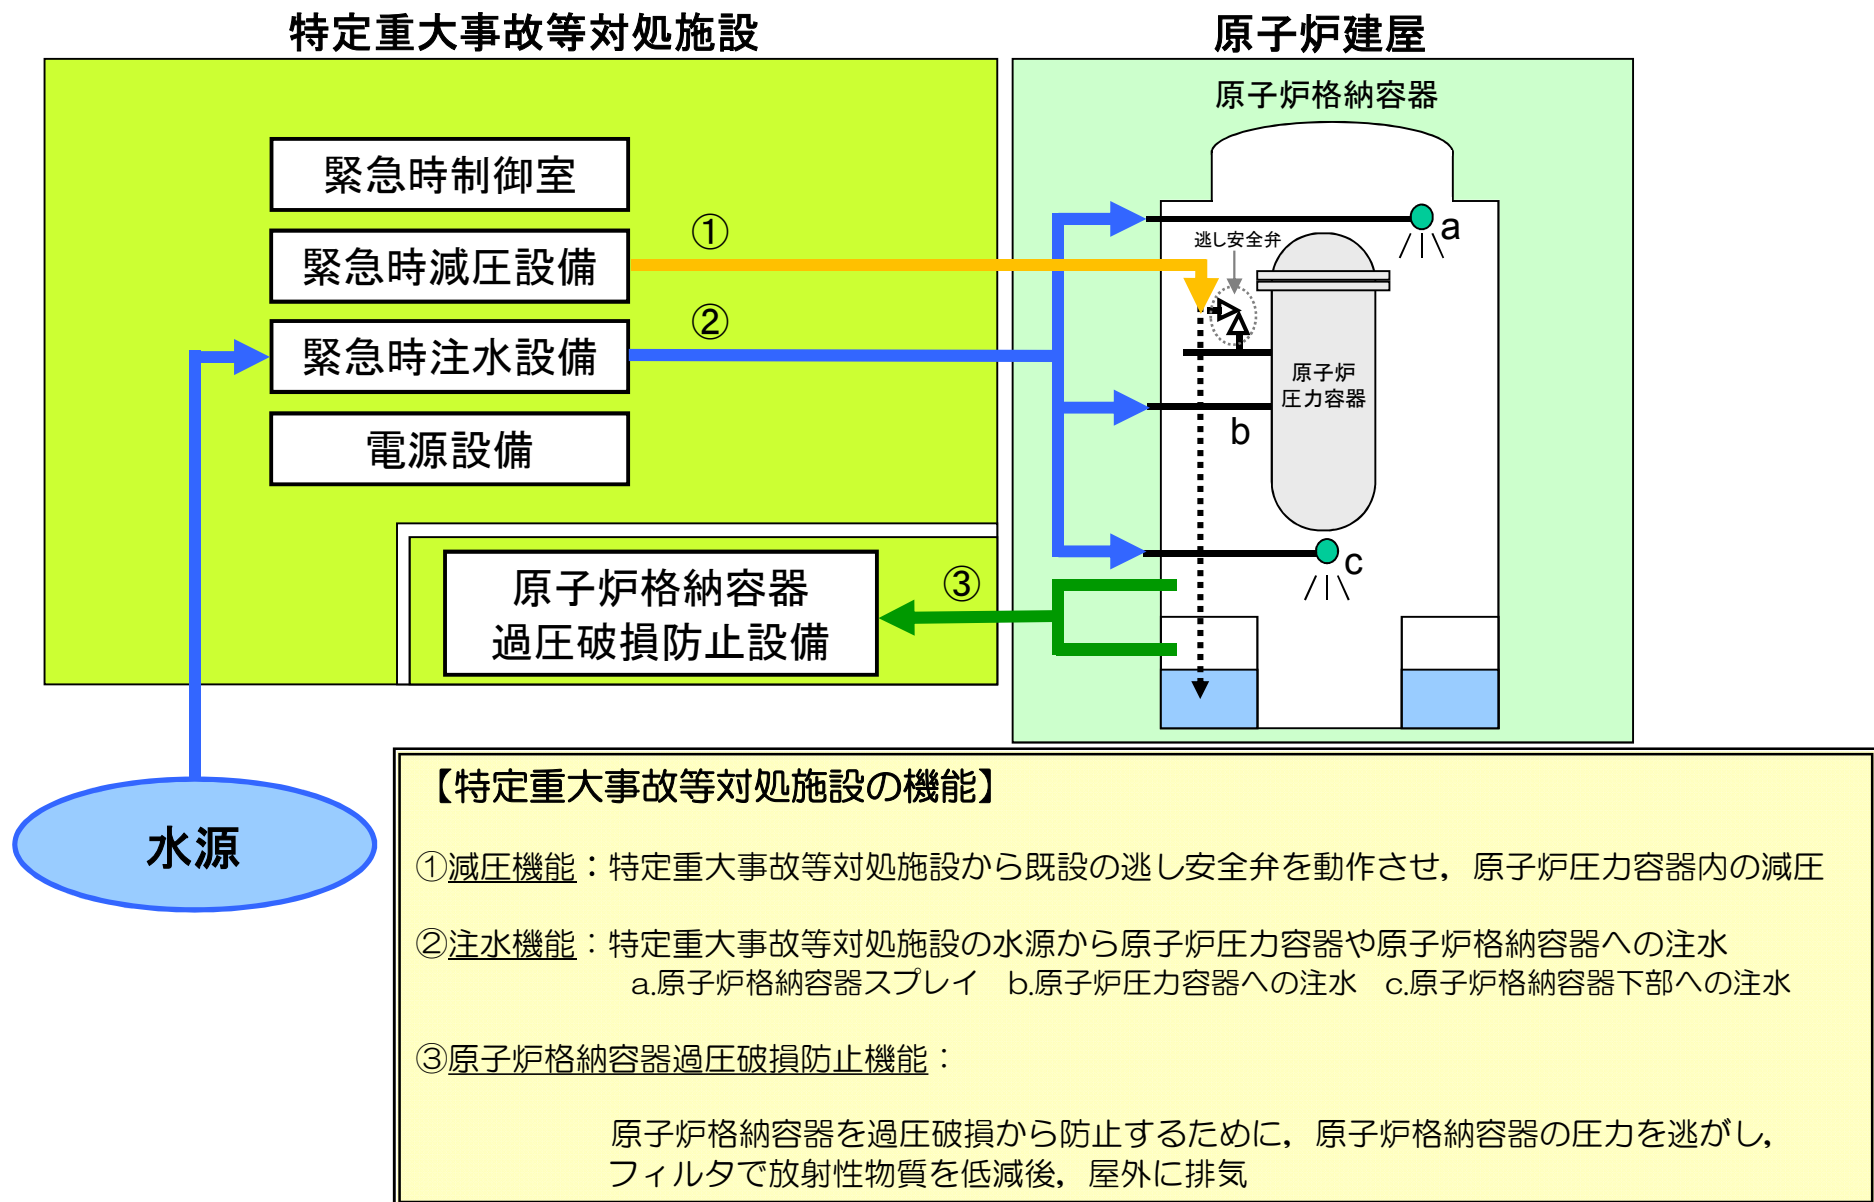 特定重大事故等対処施設
原子炉建屋
原子炉格納容器
緊急時制御室
緊急時減圧設備
緊急時注水設備
電源設備
①
②
逃し安全弁
a
原子炉
圧力容器
b
c
原子炉格納容器
過圧破損防止設備
③
水源
【特定重大事故等対処施設の機能】
①減圧機能：特定重大事故等対処施設から既設の逃し安全弁を動作させ，原子炉圧力容器内の減圧
②注水機能：特定重大事故等対処施設の水源から原子炉圧力容器や原子炉格納容器への注水
a.原子炉格納容器スプレイ　b.原子炉圧力容器への注水　c.原子炉格納容器下部への注水
③原子炉格納容器過圧破損防止機能：
原子炉格納容器を過圧破損から防止するために，原子炉格納容器の圧力を逃がし，
フィルタで放射性物質を低減後，屋外に排気